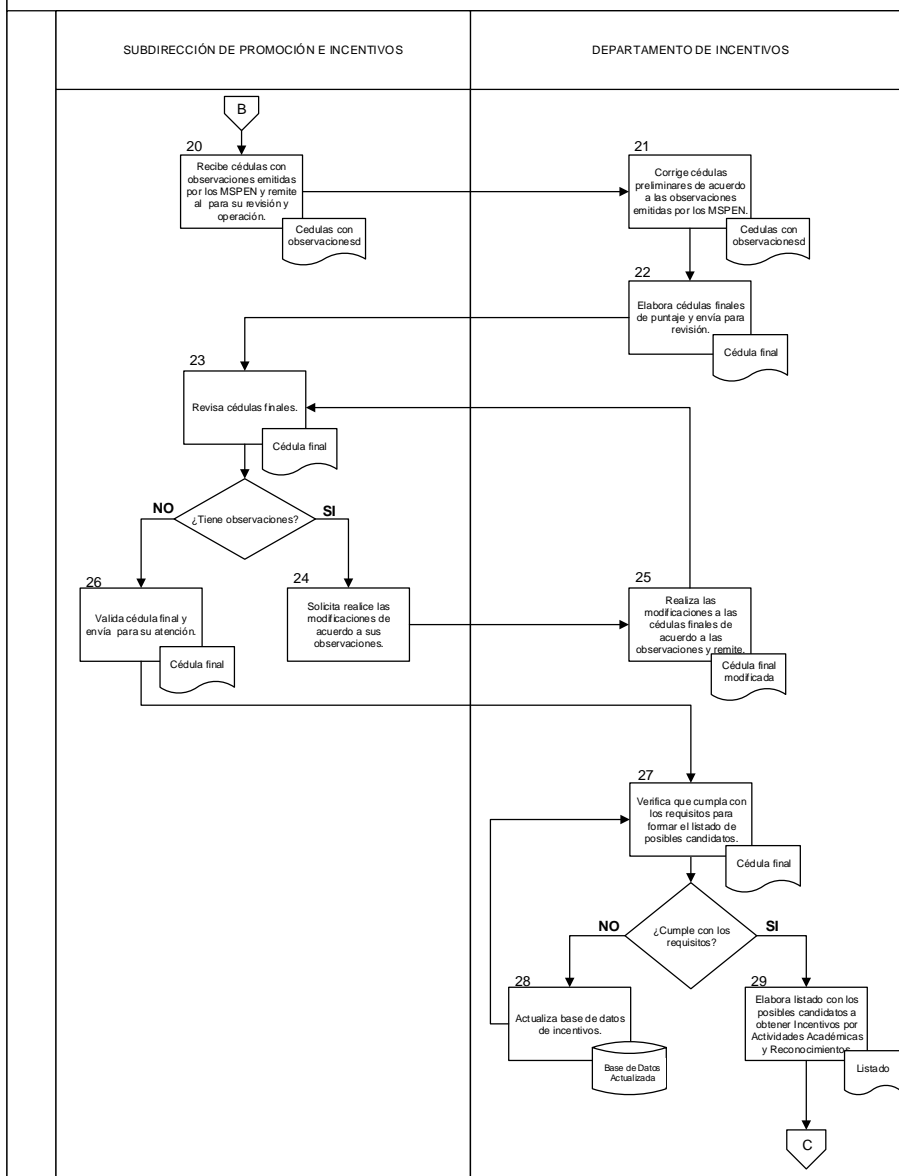 SUBDIRECCIÓN DE PROMOCIÓN E INCENTIVOS
DEPARTAMENTO DE INCENTIVOS
B
20
Recibe cédulas con
observaciones emitidas
por los MSPEN y remite
al para su revisión y
operación.
Cedulas con
observacionesd
21
Corrige cédulas
preliminares de acuerdo
a las observaciones
emitidas por los MSPEN.
Cedulas con
observacionesd
22
Elabora cédulas finales
de puntaje y envía para
revisión.
Cédula final
23
Revisa cédulas finales.
Cédula final
¿Tiene observaciones?
NO
SI
26
Valida cédula final y
envía para su atención.
Cédula final
24
Solicita realice las
modificaciones de
acuerdo a sus
observaciones.
25
Realiza las
modificaciones a las
cédulas finales de
acuerdo a las
observaciones y remite.
Cédula final
modificada
27
Verifica que cumpla con
los requisitos para
formar el listado de
posibles candidatos.
Cédula final
¿Cumple con los
requisitos?
NO
SI
28
Actualiza base de datos
de incentivos.
Base de Datos
Actualizada
29
Elabora listado con los
posibles candidatos a
obtener Incentivos por
Actividades Académicas
y Reconocimientos
Listado
C